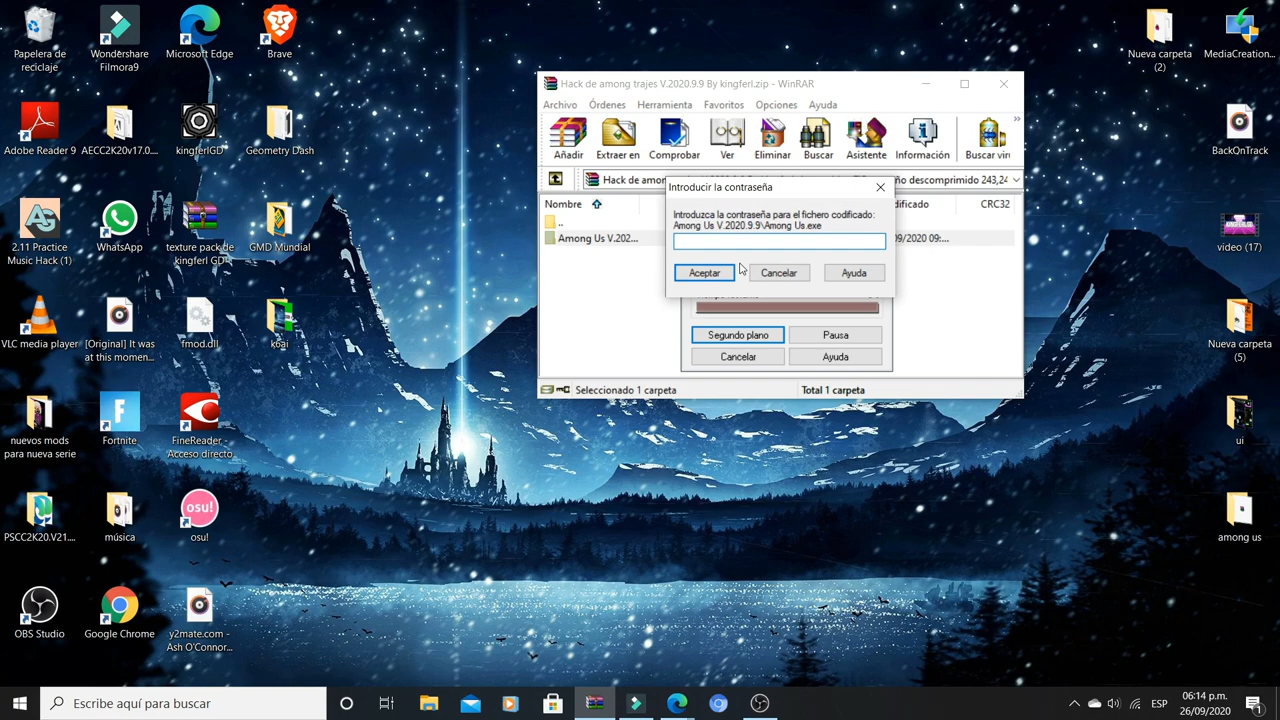 Papelera de reciclaje
Wondershare Filmora9
Microsoft Edge
Brave
Nueva carpeta (2)
MediaCreation...
Adobe Reader 9
AECC2K20v17.0...
kingferlGD
Geometry Dash
BackOnTrack
2.11 Practice Music Hack (1)
WhatsApp
texture pack de kingferl GD
GMD Mundial
video (17)
VLC media player
[Original] It was at this momen...
fmod.dll
Nueva carpeta (5)
nuevos mods para nueva serie
Fortnite
FineReader - Acceso directo
ui
PSCC2K20.V21....
música
osu!
osu!
among us
OBS Studio
Google Chrome
y2mate.com - Ash O'Connor...
Hack de among trajes V.2020.9.9 By kingferl.zip - WinRAR
Archivo Órdenes Herramienta Favoritos Opciones Ayuda
Añadir Extraer en Comprobar Ver Eliminar Buscar Asistente Información Buscar viru
Hack de amo
descomprimido 243,24
Nombre CRC32
..
Among Us V.202...
09/2020 09:...
Introducir la contraseña
Introduzca la contraseña para el fichero codificado:
Among Us V.2020.9.9\Among Us.exe
Aceptar Cancelar Ayuda
Segundo plano Pausa
Cancelar Ayuda
Seleccionado 1 carpeta Total 1 carpeta
Escribe aquí para buscar
ESP
06:14 p.m.
26/09/2020